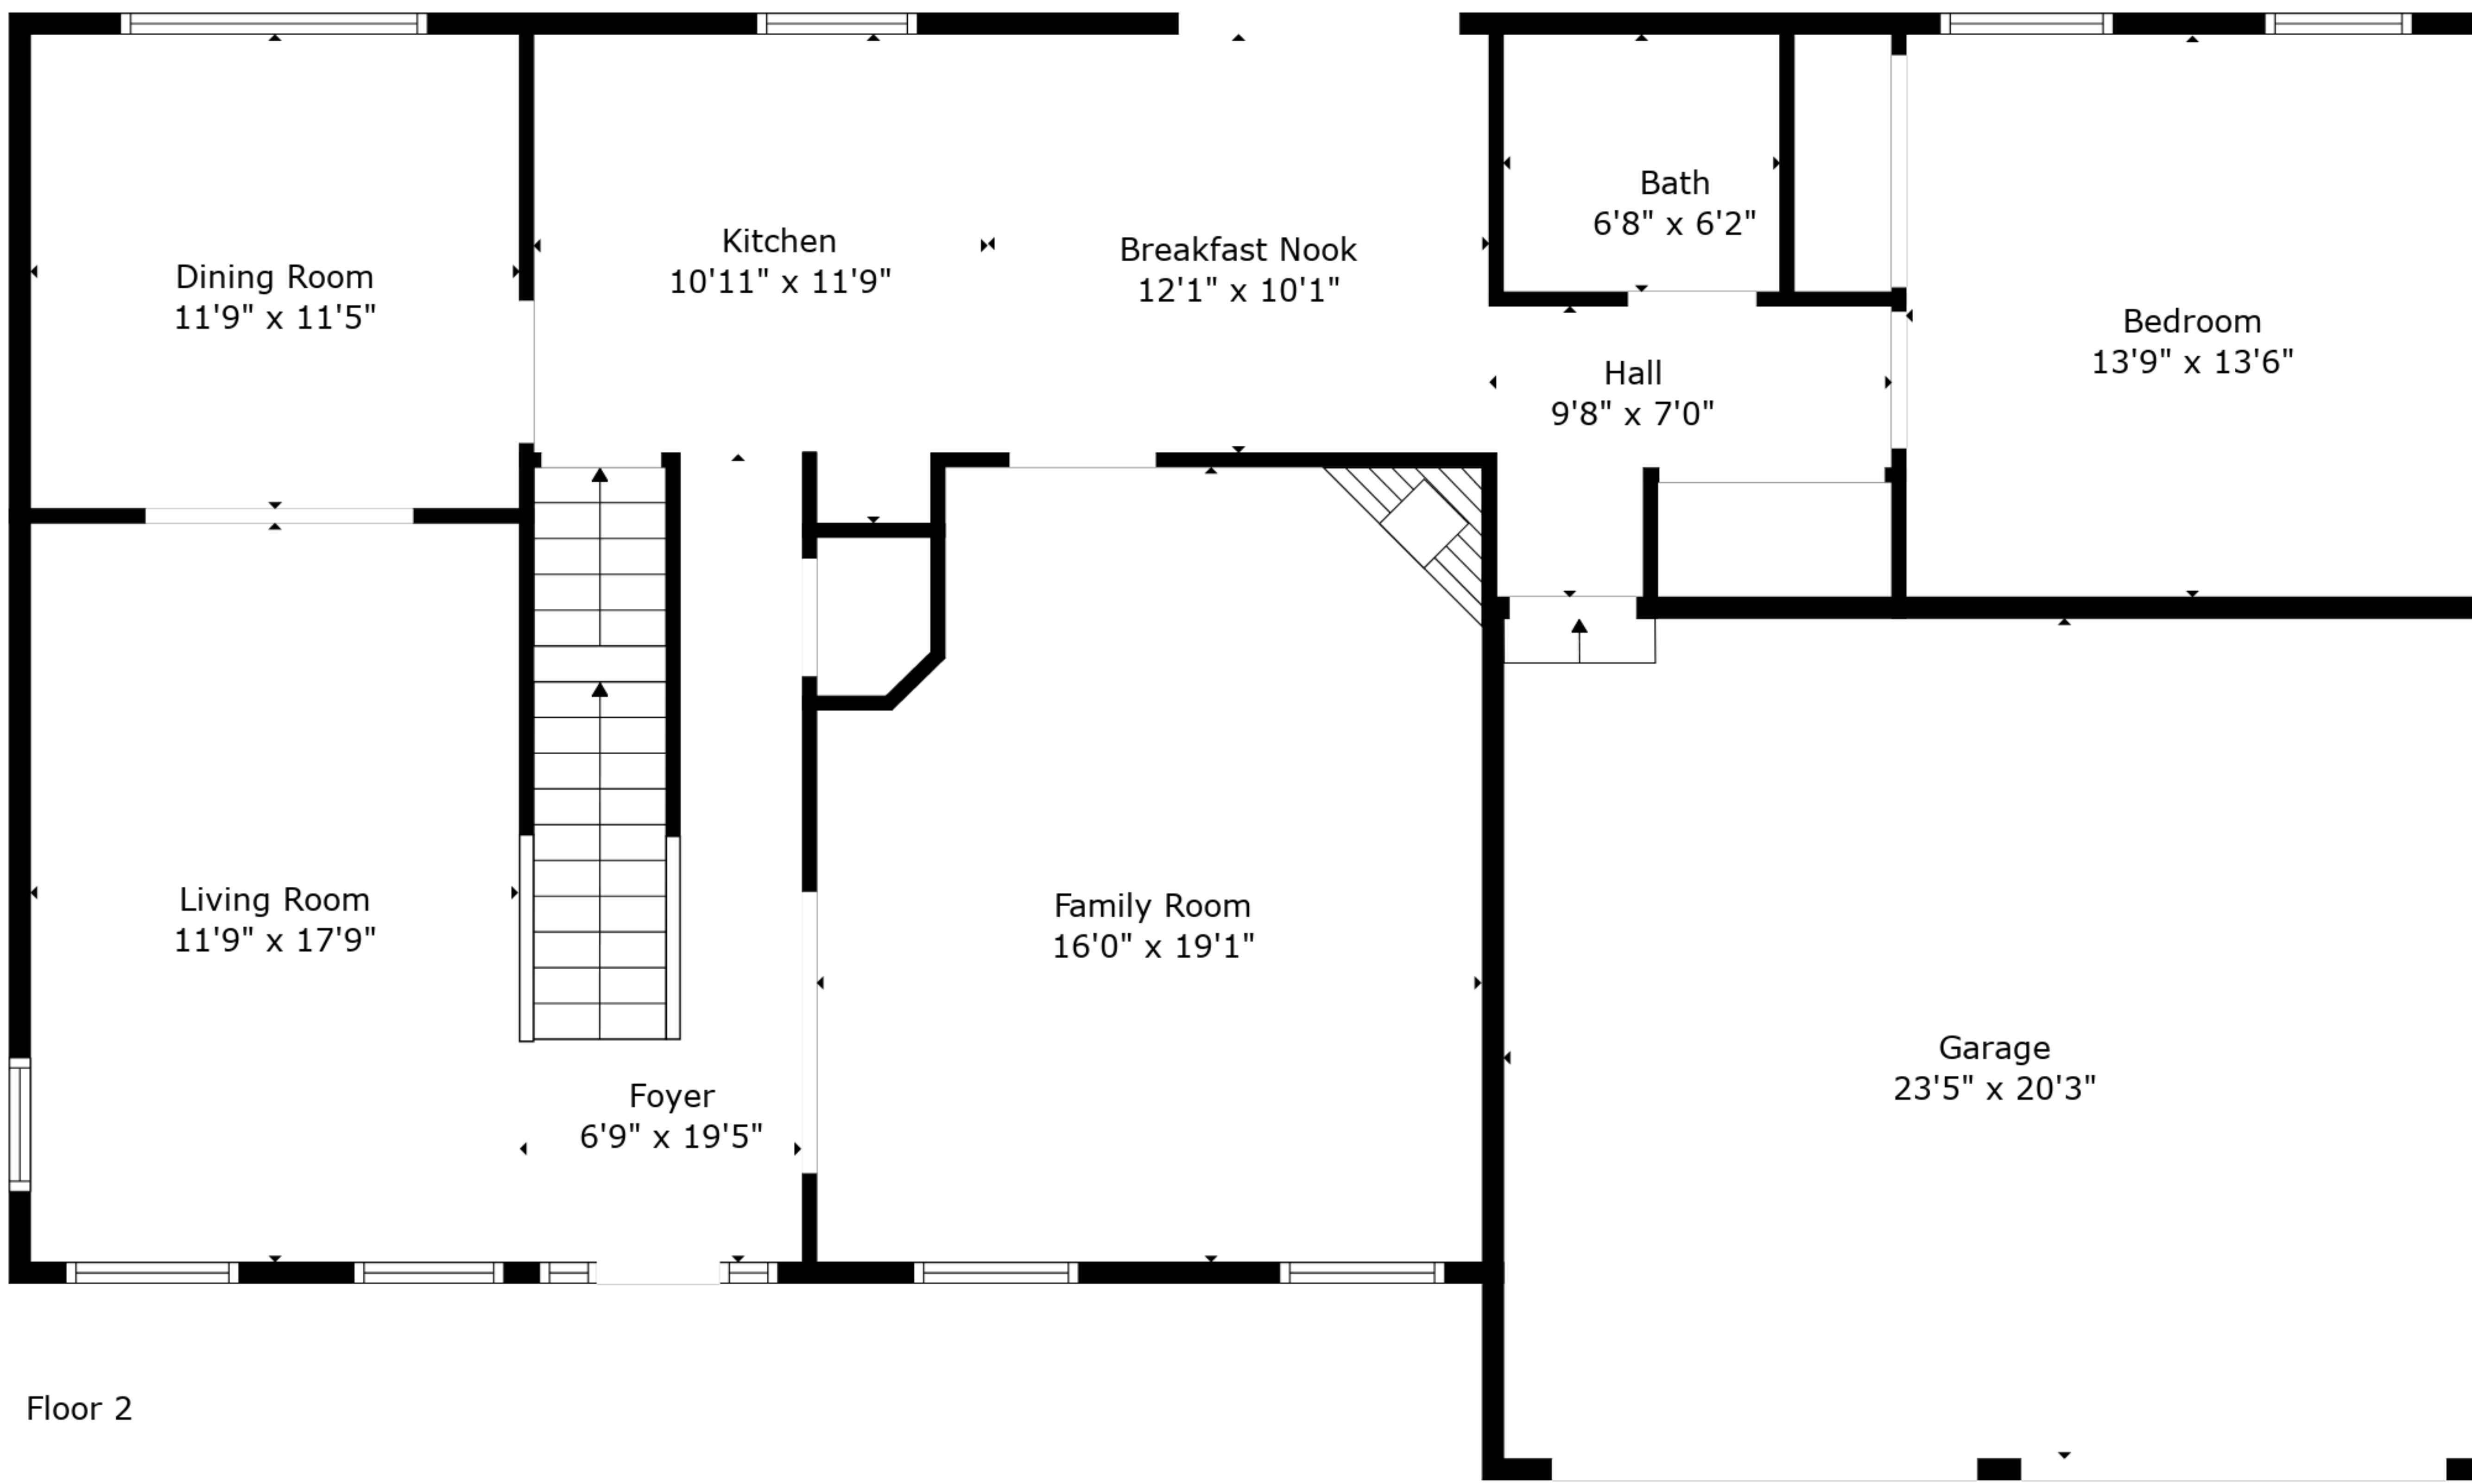 Dining Room
11'9" x 11'5"
Kitchen
10'11" x 11'9"
Breakfast Nook
12'1" x 10'1"
Bath
6'8" x 6'2"
Hall
9'8" x 7'0"
Bedroom
13'9" x 13'6"
Living Room
11'9" x 17'9"
Foyer
6'9" x 19'5"
Family Room
16'0" x 19'1"
Garage
23'5" x 20'3"
Floor 2